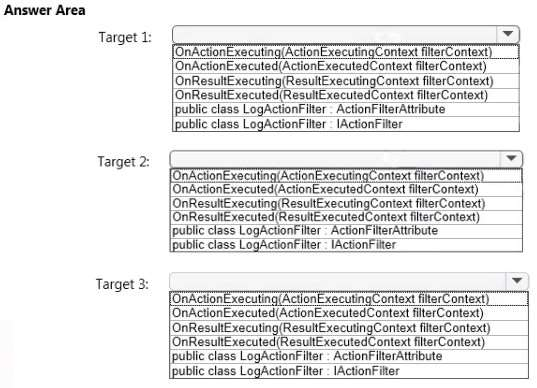 Answer Area
Target 1:
OnActionExecuting(ActionExecutingContext filterContext)
OnActionExecuted(ActionExecutedContext filterContext)
OnResultExecuting(ResultExecutingContext filterContext)
OnResultExecuted(ResultExecutedContext filterContext)
public class LogActionFilter : ActionFilterAttribute
public class LogActionFilter : IActionFilter
Target 2:
OnActionExecuting(ActionExecutingContext filterContext)
OnActionExecuted(ActionExecutedContext filterContext)
OnResultExecuting(ResultExecutingContext filterContext)
OnResultExecuted(ResultExecutedContext filterContext)
public class LogActionFilter : ActionFilterAttribute
public class LogActionFilter : IActionFilter
Target 3:
OnActionExecuting(ActionExecutingContext filterContext)
OnActionExecuted(ActionExecutedContext filterContext)
OnResultExecuting(ResultExecutingContext filterContext)
OnResultExecuted(ResultExecutedContext filterContext)
public class LogActionFilter : ActionFilterAttribute
public class LogActionFilter : IActionFilter